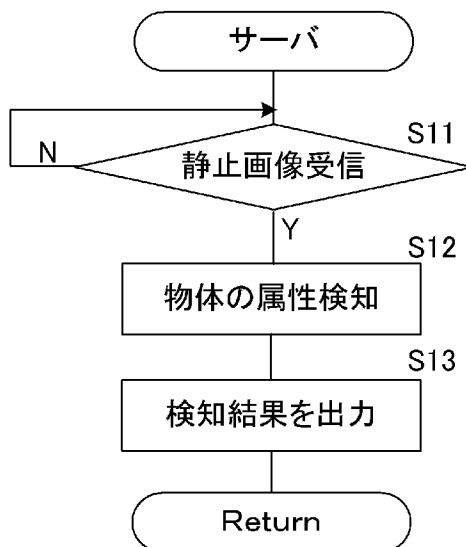 サーバ
S11
静止画像受信
N
Y
S12
物体の属性検知
S13
検知結果を出力
Return